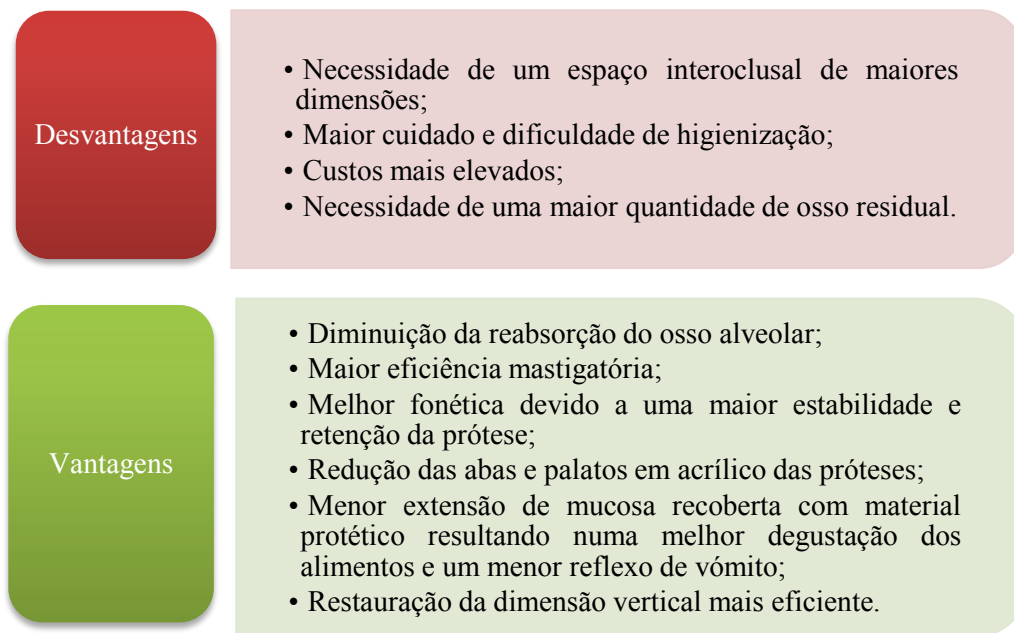 Desvantagens
• Necessidade de um espaço interoclusal de maiores
dimensões;
• Maior cuidado e dificuldade de higienização;
• Custos mais elevados;
• Necessidade de uma maior quantidade de osso residual.
Vantagens
• Diminuição da reabsorção do osso alveolar;
• Maior eficiência mastigatória;
• Melhor fonética devido a uma maior estabilidade e
retenção da prótese;
• Redução das abas e palatos em acrílico das próteses;
• Menor extensão de mucosa recoberta com material
protético resultando numa melhor degustação dos
alimentos e um menor reflexo de vómito;
• Restauração da dimensão vertical mais eficiente.